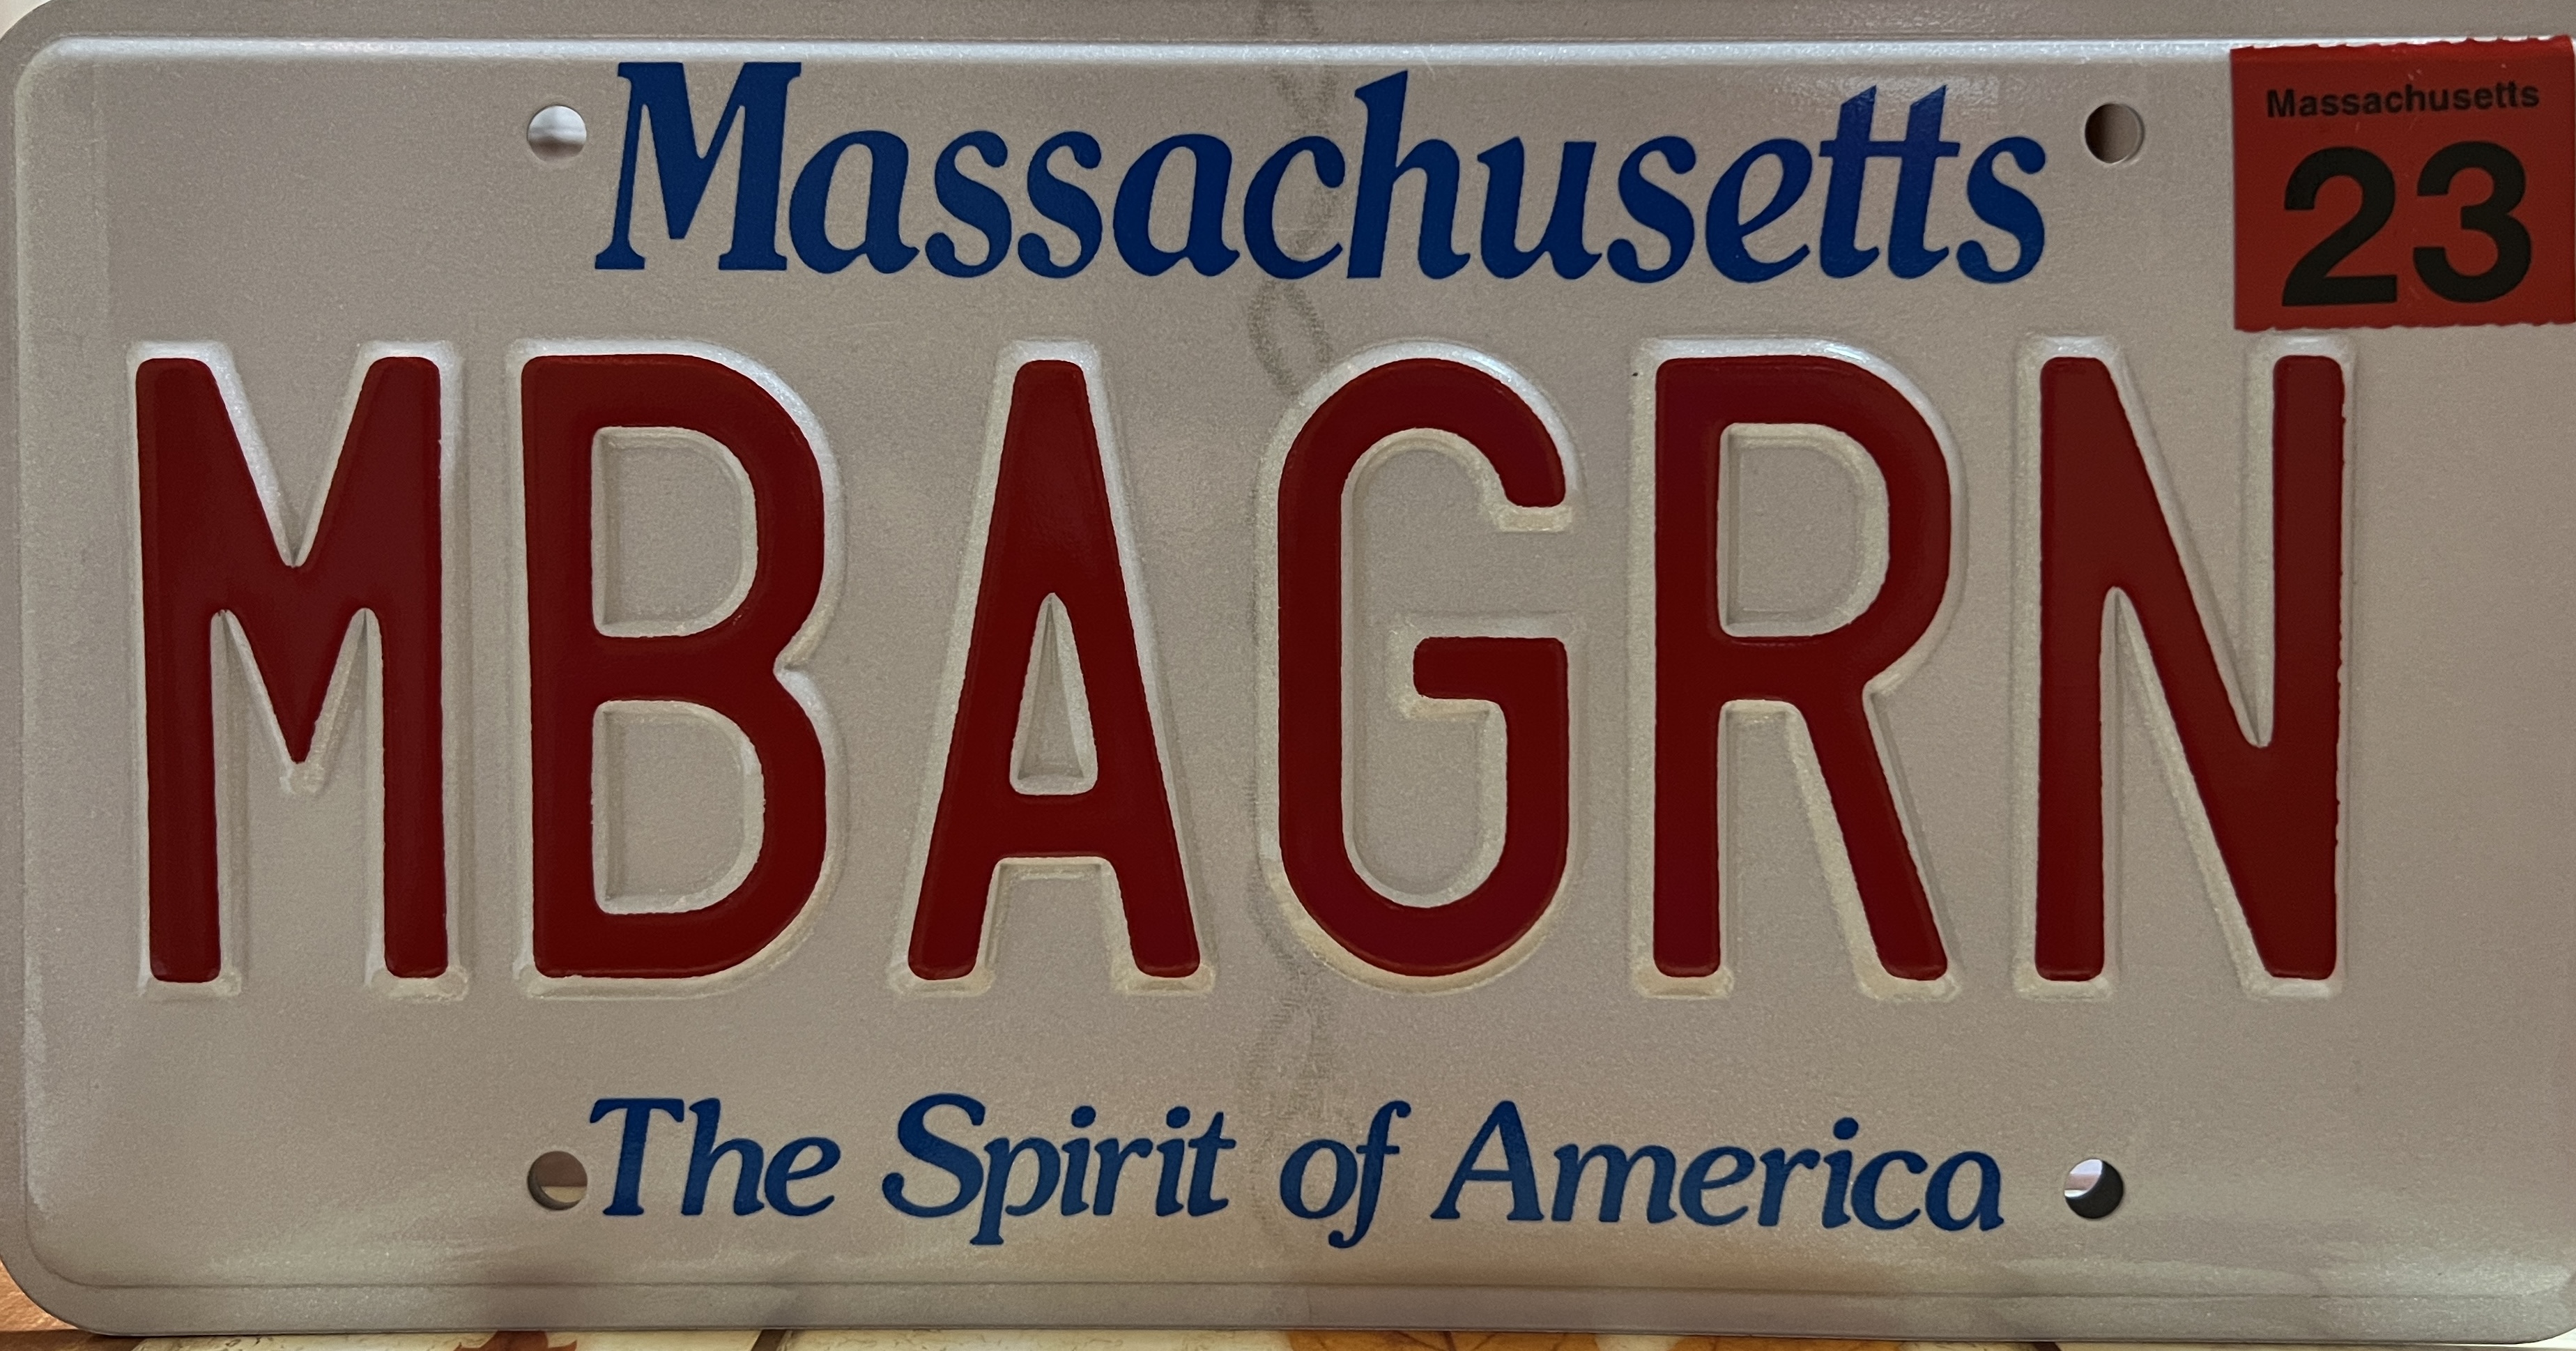 Massachusetts
Massachusetts
23
MBAGRN
The Spirit of America